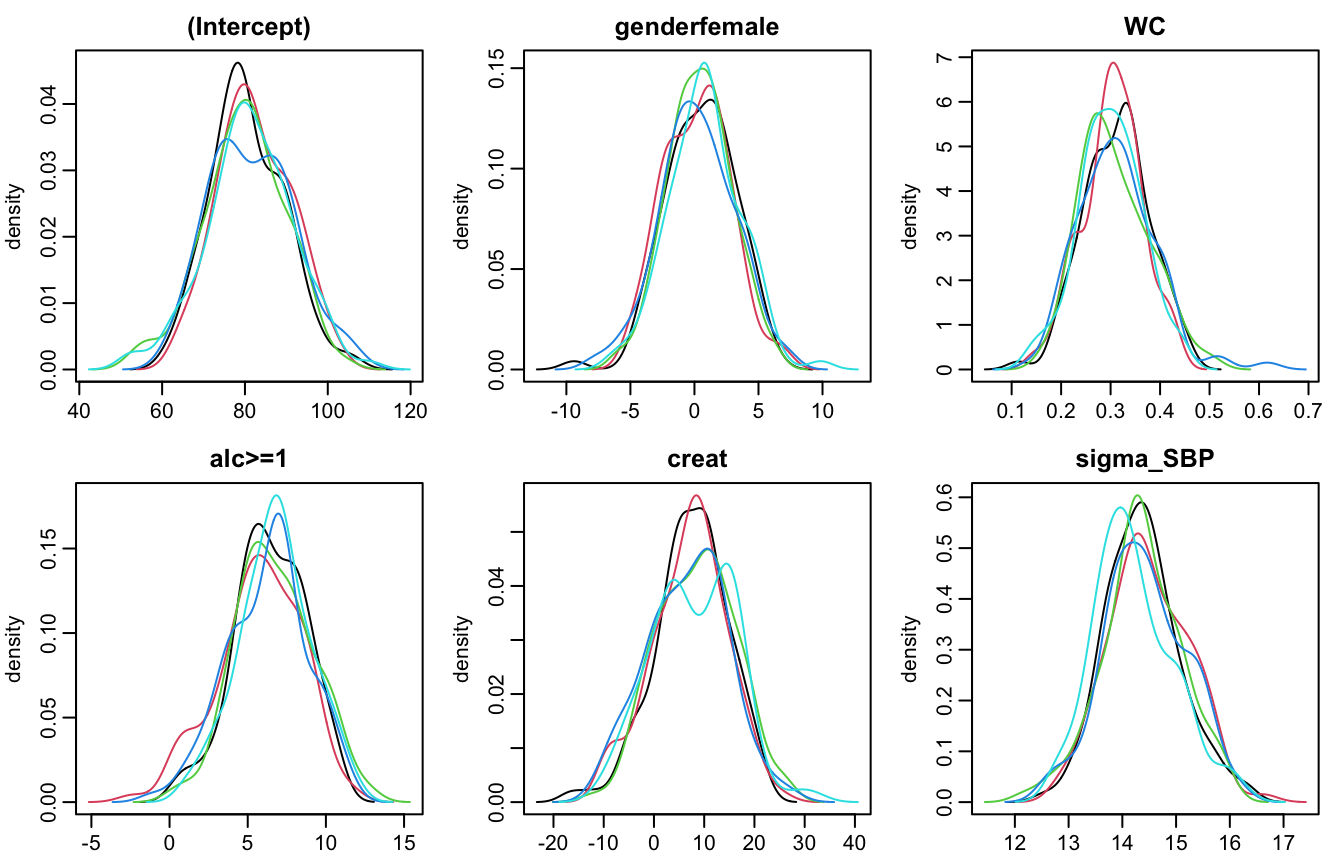 (Intercept) genderfemale WC
density 0.00 0.01 0.02 0.03 0.04
40 60 80 100 120
density 0.00 0.05 0.10 0.15
-10 -5 0 5 10
density 0 1 2 3 4 5 6 7
0.1 0.2 0.3 0.4 0.5 0.6 0.7
alc>=1 creat sigma_SBP
density 0.00 0.05 0.10 0.15
-5 0 5 10 15
density 0.00 0.02 0.04
-20 -10 0 10 20 30 40
density 0.0 0.1 0.2 0.3 0.4 0.5 0.6
12 13 14 15 16 17